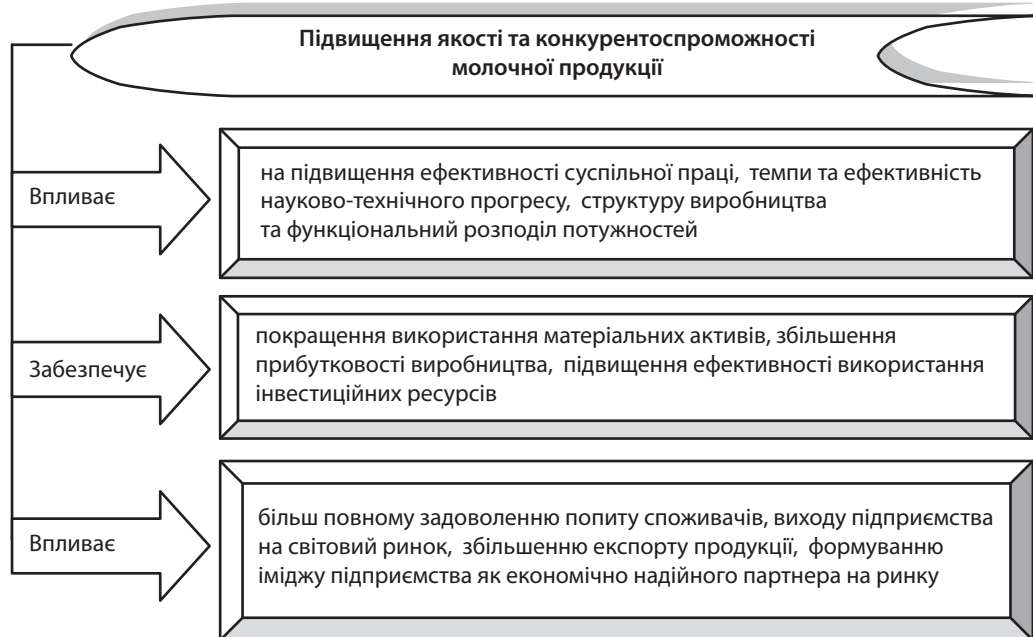 Підвищення якості та конкурентоспроможності
молочної продукції
Впливає
на підвищення ефективності суспільної праці, темпи та ефективність
науково-технічного прогресу, структуру виробництва
та функціональний розподіл потужностей
Забезпечує
покращення використання матеріальних активів, збільшення
прибутковості виробництва, підвищення ефективності використання
інвестиційних ресурсів
Впливає
більш повному задоволенню попиту споживачів, виходу підприємства
на світовий ринок, збільшенню експорту продукції, формуванню
іміджу підприємства як економічно надійного партнера на ринку